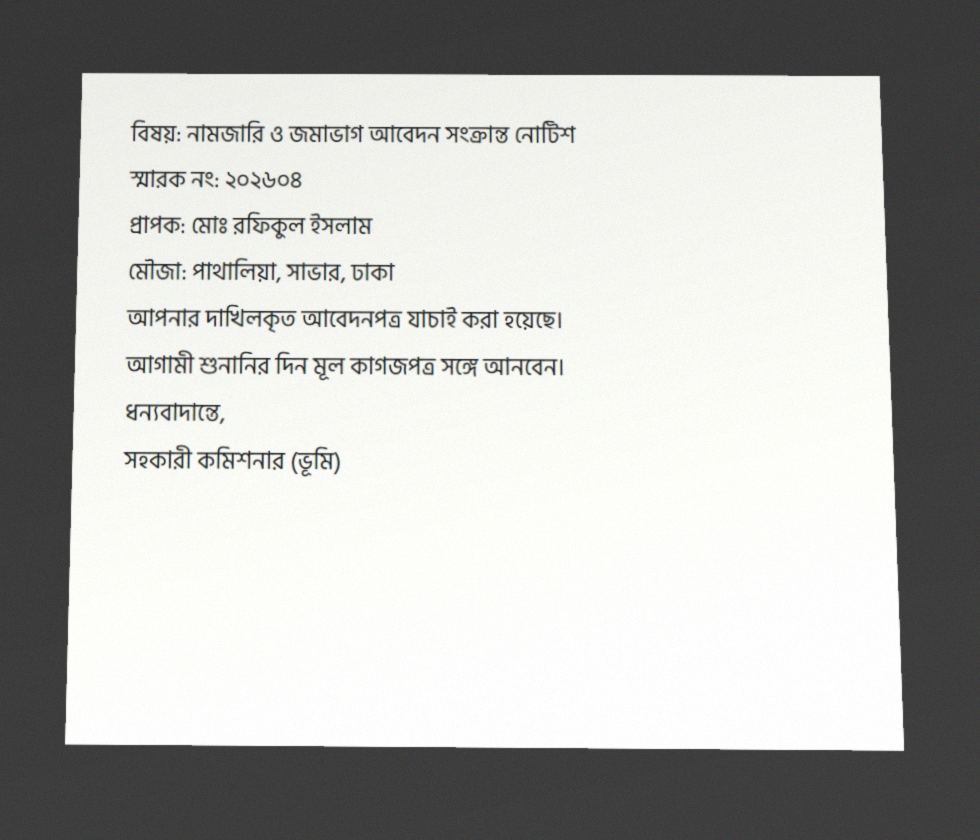 বিষয়: নামজারি ও জমাভাগ আবেদন সংক্রান্ত নোটিশ
স্মারক নং: ২০২৬০৪
প্রাপক: মোঃ রফিকুল ইসলাম
মৌজা: পাথালিয়া, সাভার, ঢাকা
আপনার দাখিলকৃত আবেদনপত্র যাচাই করা হয়েছে।
আগামী শুনানির দিন মূল কাগজপত্র সঙ্গে আনবেন।
ধন্যবাদান্তে,
সহকারী কমিশনার (ভূমি)